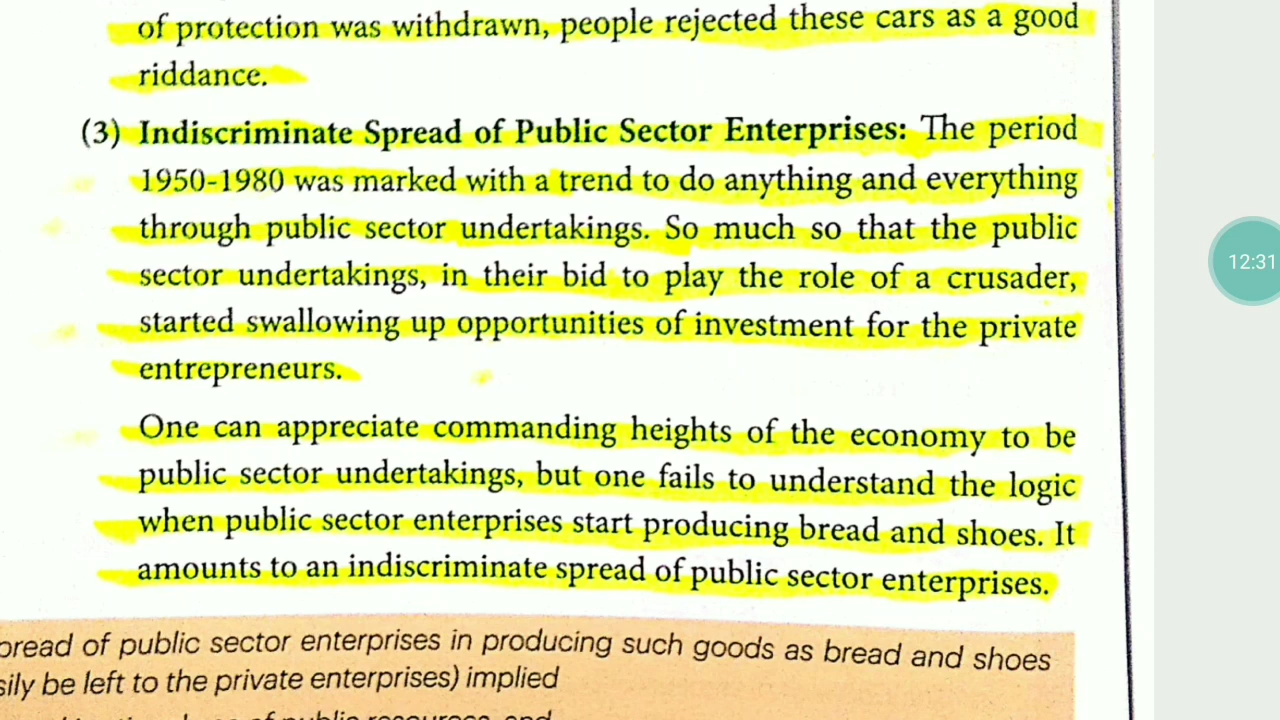 of protection was withdrawn, people rejected these cars as a good
riddance.
(3) Indiscriminate Spread of Public Sector Enterprises: The period
1950-1980 was marked with a trend to do anything and everything
through public sector undertakings. So much so that the public
sector undertakings, in their bid to play the role of a crusader,
started swallowing up opportunities of investment for the private
entrepreneurs.
12:31
One can appreciate commanding heights of the economy to be
public sector undertakings, but one fails to understand the logic
when public sector enterprises start producing bread and shoes. It
amounts to an indiscriminate spread of public sector enterprises.
of public sector enterprises in producing such goods as bread and shoes
be left to the private enterprises) implied
of public resources, and